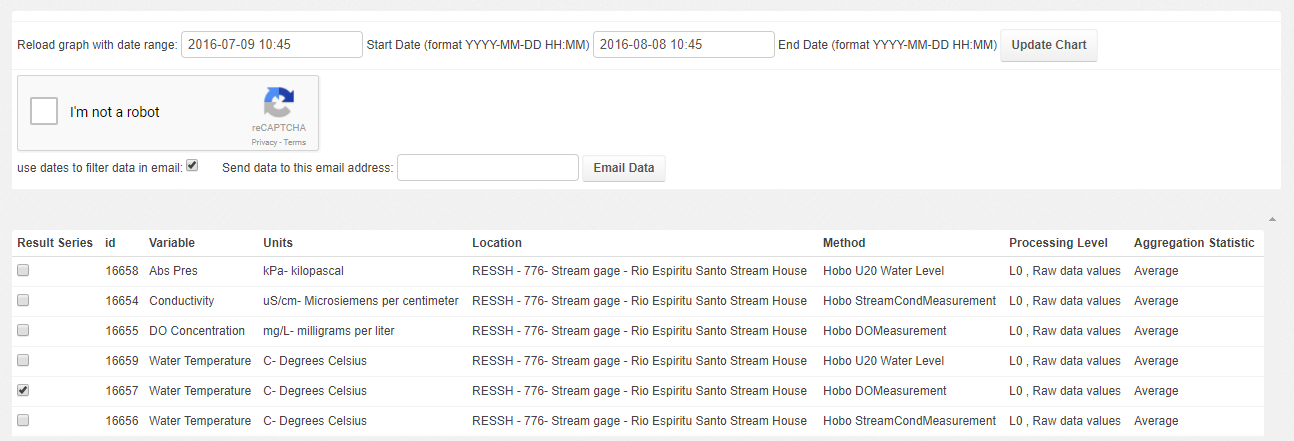 Reload graph with date range: 2016-07-09 10:45 Start Date (format YYYY-MM-DD HH:MM) 2016-08-08 10:45 End Date (format YYYY-MM-DD HH:MM) Update Chart
I'm not a robot
reCAPTCHA
Privacy - Terms
use dates to filter data in email: Send data to this email address: Email Data
Result Series id Variable Units Location Method Processing Level Aggregation Statistic
16658 Abs Pres kPa- kilopascal RESSH - 776- Stream gage - Rio Espiritu Santo Stream House Hobo U20 Water Level L0 , Raw data values Average
16654 Conductivity uS/cm- Microsiemens per centimeter RESSH - 776- Stream gage - Rio Espiritu Santo Stream House Hobo StreamCondMeasurement L0 , Raw data values Average
16655 DO Concentration mg/L- milligrams per liter RESSH - 776- Stream gage - Rio Espiritu Santo Stream House Hobo DOMeasurement L0 , Raw data values Average
16659 Water Temperature C- Degrees Celsius RESSH - 776- Stream gage - Rio Espiritu Santo Stream House Hobo U20 Water Level L0 , Raw data values Average
16657 Water Temperature C- Degrees Celsius RESSH - 776- Stream gage - Rio Espiritu Santo Stream House Hobo DOMeasurement L0 , Raw data values Average
16656 Water Temperature C- Degrees Celsius RESSH - 776- Stream gage - Rio Espiritu Santo Stream House Hobo StreamCondMeasurement L0 , Raw data values Average